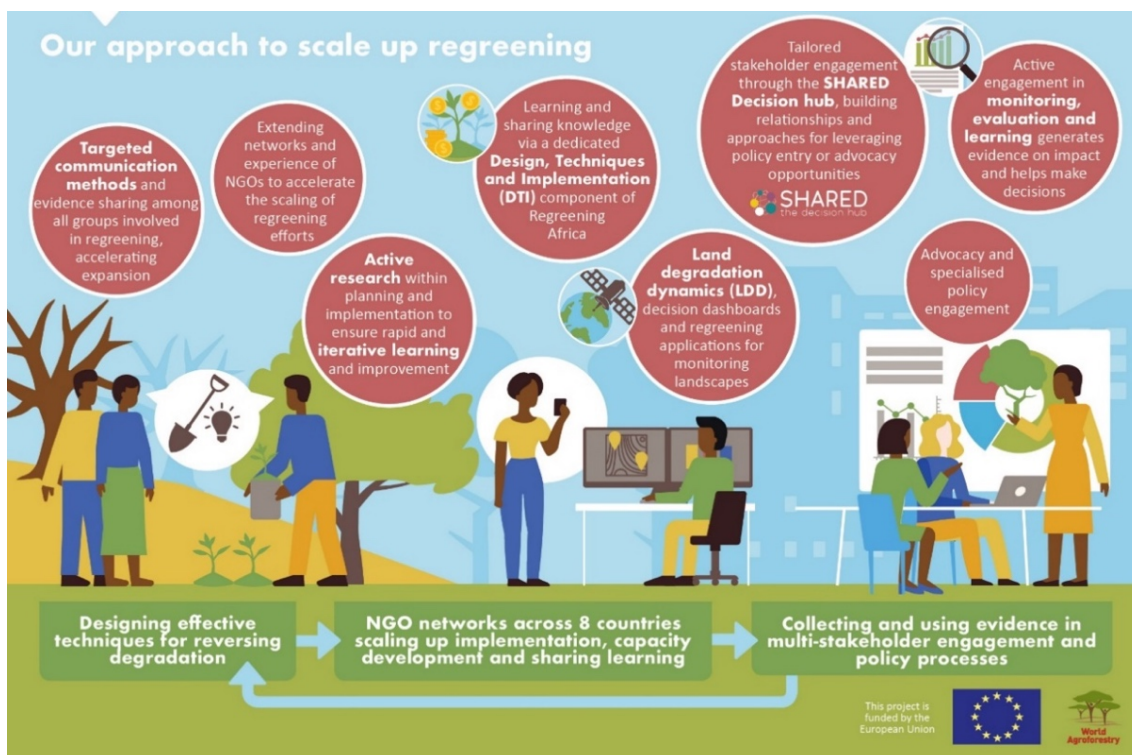 Our approach to scale up regreening
Targeted
communication
methods and
evidence sharing among
all groups involved
in regreening,
accelerating
expansion
Extending
networks and
experience of
NGOs to accelerate
the scaling of
regreening
efforts
Active
research within
planning and
implementation to
ensure rapid and
iterative learning
and improvement
Learning and
sharing knowledge
via a dedicated
Design, Techniques
and Implementation
(DTI) component of
Regreening
Africa
Land
degradation
dynamics (LDD),
decision dashboards
and regreening
applications for
monitoring
landscapes
Tailored
stakeholder engagement
through the SHARED
Decision hub, building
relationships and
approaches for leveraging
policy entry or advocacy
opportunities
SHARED
the decision hub
Active
engagement in
monitoring,
evaluation and
learning generates
evidence on impact
and helps make
decisions
Advocacy and
specialised
policy
engagement
Designing effective
techniques for reversing
degradation
NGO networks across 8 countries
scaling up implementation, capacity
development and sharing learning
Collecting and using evidence in
multi-stakeholder engagement and
policy processes
This project is
funded by the
European Union
World
Agroforestry